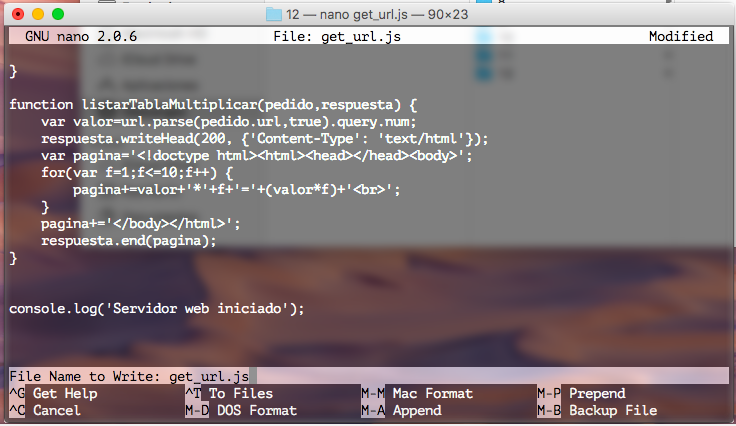 12 — nano get_url.js — 90×23
GNU nano 2.0.6 File: get_url.js Modified
}
function listarTablaMultiplicar(pedido,respuesta) {
var valor=url.parse(pedido.url,true).query.num;
respuesta.writeHead(200, {'Content-Type': 'text/html'});
var pagina='<!doctype html><html><head></head><body>';
for(var f=1;f<=10;f++) {
pagina+=valor+'*'+f+'='+(valor*f)+'<br>';
}
pagina+='</body></html>';
respuesta.end(pagina);
}
console.log('Servidor web iniciado');
File Name to Write: get_url.js
^G Get Help ^T To Files M-M Mac Format M-P Prepend
^C Cancel M-D DOS Format M-A Append M-B Backup File